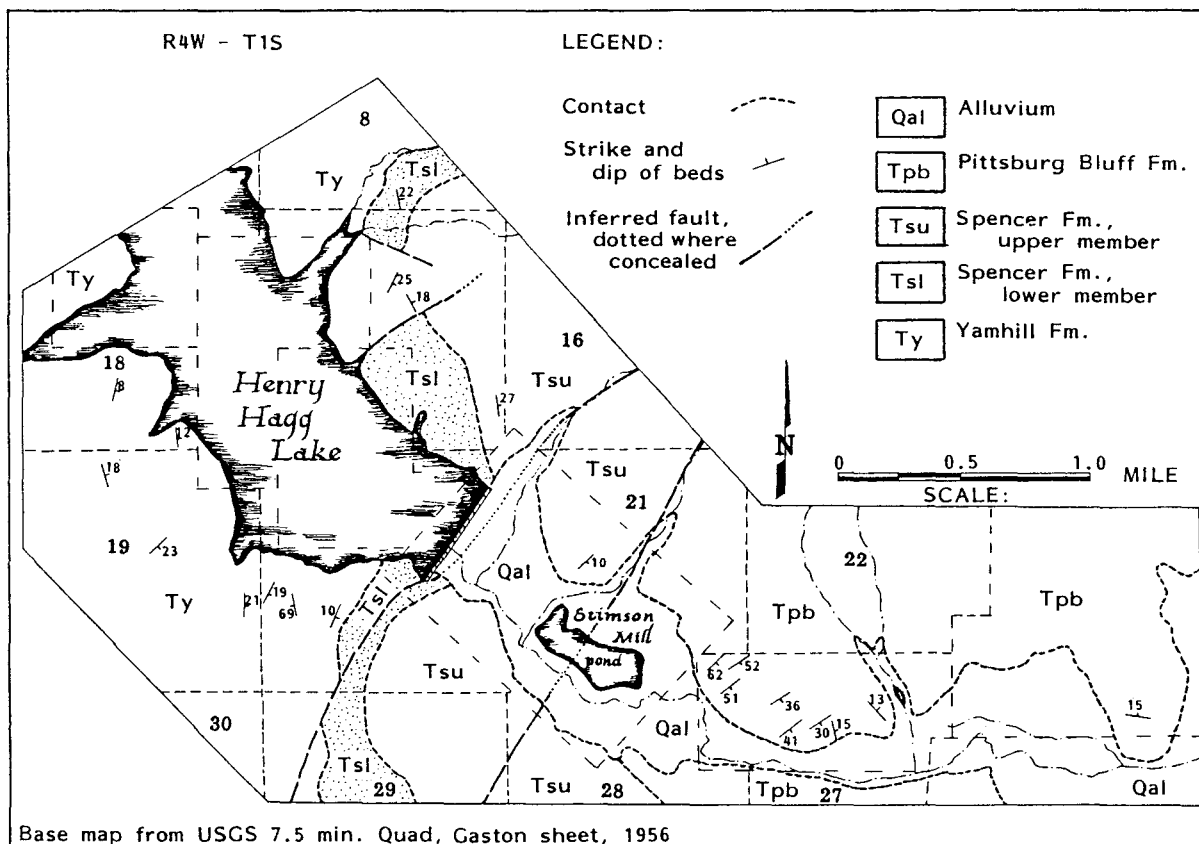 R4W - T1S
LEGEND:
Contact
Strike and
dip of beds
Inferred fault,
dotted where
concealed
Qal Alluvium
Tpb Pittsburg Bluff Fm.
Tsu Spencer Fm.,
upper member
Tsl Spencer Fm.,
lower member
Ty Yamhill Fm.
N
0 0.5 1.0 MILE
SCALE:
8
Ty
Tsl
22
Ty
25
18
16
18
8
Henry
Hagg
Lake
Tsl
Tsu
27
12
18
Tsu
21
19
23
Qal
10
22
Ty
21
19
69
10
Tsl
Stimson
Mill
pond
Tpb
Tpb
Tsu
62
52
51
36
13
15
30
41
15
30
Qal
Tsl
29
Tsu
28
Tpb
27
Qal
Base map from USGS 7.5 min. Quad, Gaston sheet, 1956